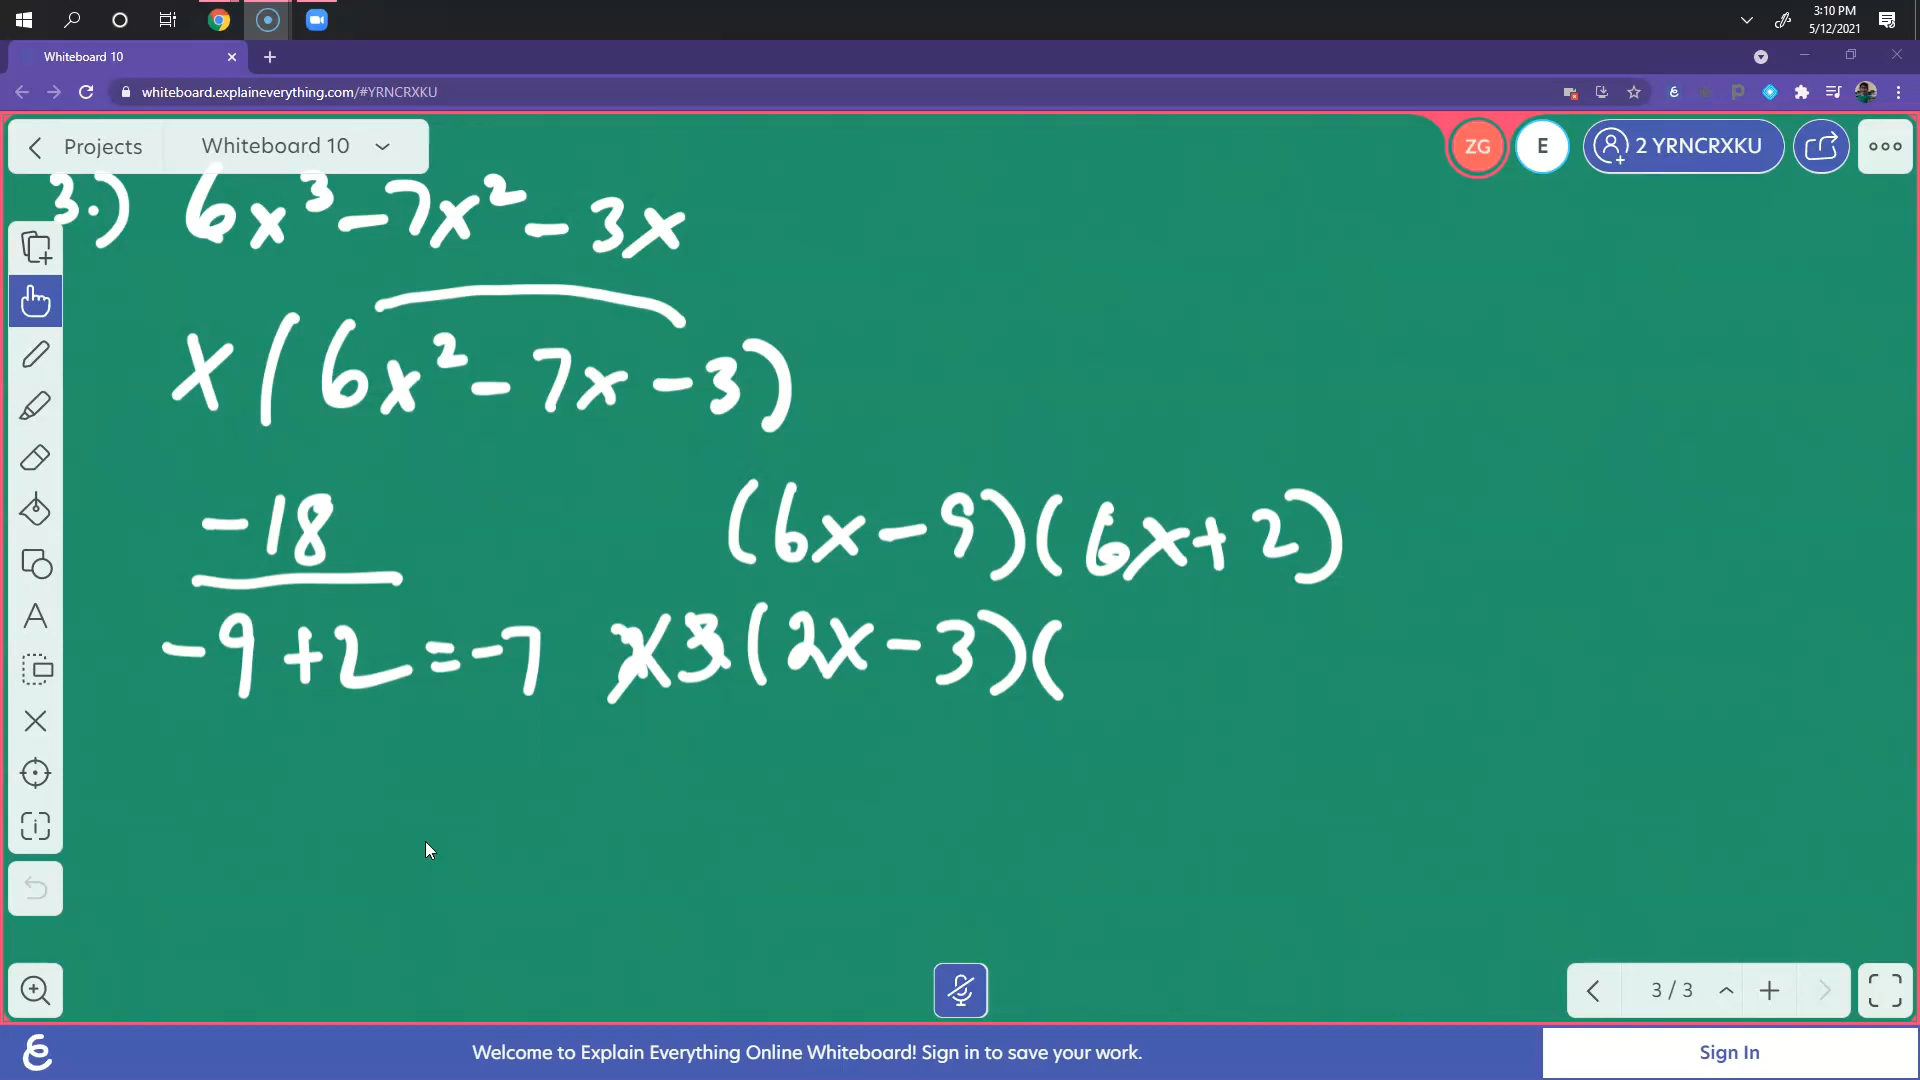 3:10 PM
5/12/2021
Whiteboard 10
whiteboard.explaineverything.com/#YRNCRXKU
Projects Whiteboard 10
ZG E 2 YRNCRXKU
3.) 6x³-7x²-3x
x(6x²-7x-3)
-18 (6x-9)(6x+2)
-9+2=-7 x3(2x-3)(
3 / 3
Welcome to Explain Everything Online Whiteboard! Sign in to save your work. Sign In